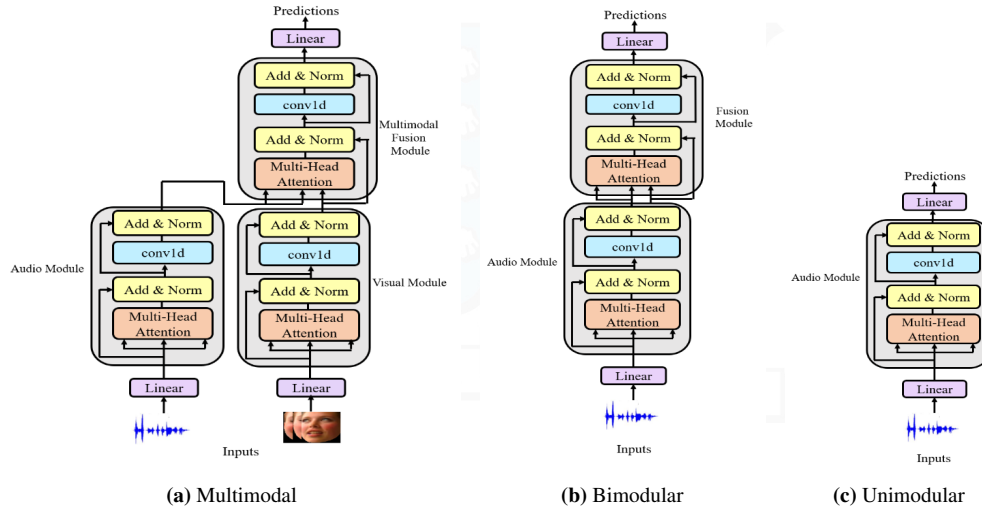 Predictions
Linear
Add & Norm
conv1d
Add & Norm
Multi-Head
Attention
Multimodal
Fusion
Module
Add & Norm
conv1d
Add & Norm
Multi-Head
Attention
Audio Module
Linear
Add & Norm
conv1d
Add & Norm
Multi-Head
Attention
Visual Module
Linear
Inputs
(a) Multimodal
Predictions
Linear
Add & Norm
conv1d
Add & Norm
Multi-Head
Attention
Fusion
Module
Add & Norm
conv1d
Add & Norm
Multi-Head
Attention
Audio Module
Linear
Inputs
(b) Bimodular
Predictions
Linear
Add & Norm
conv1d
Add & Norm
Multi-Head
Attention
Audio Module
Linear
Inputs
(c) Unimodular